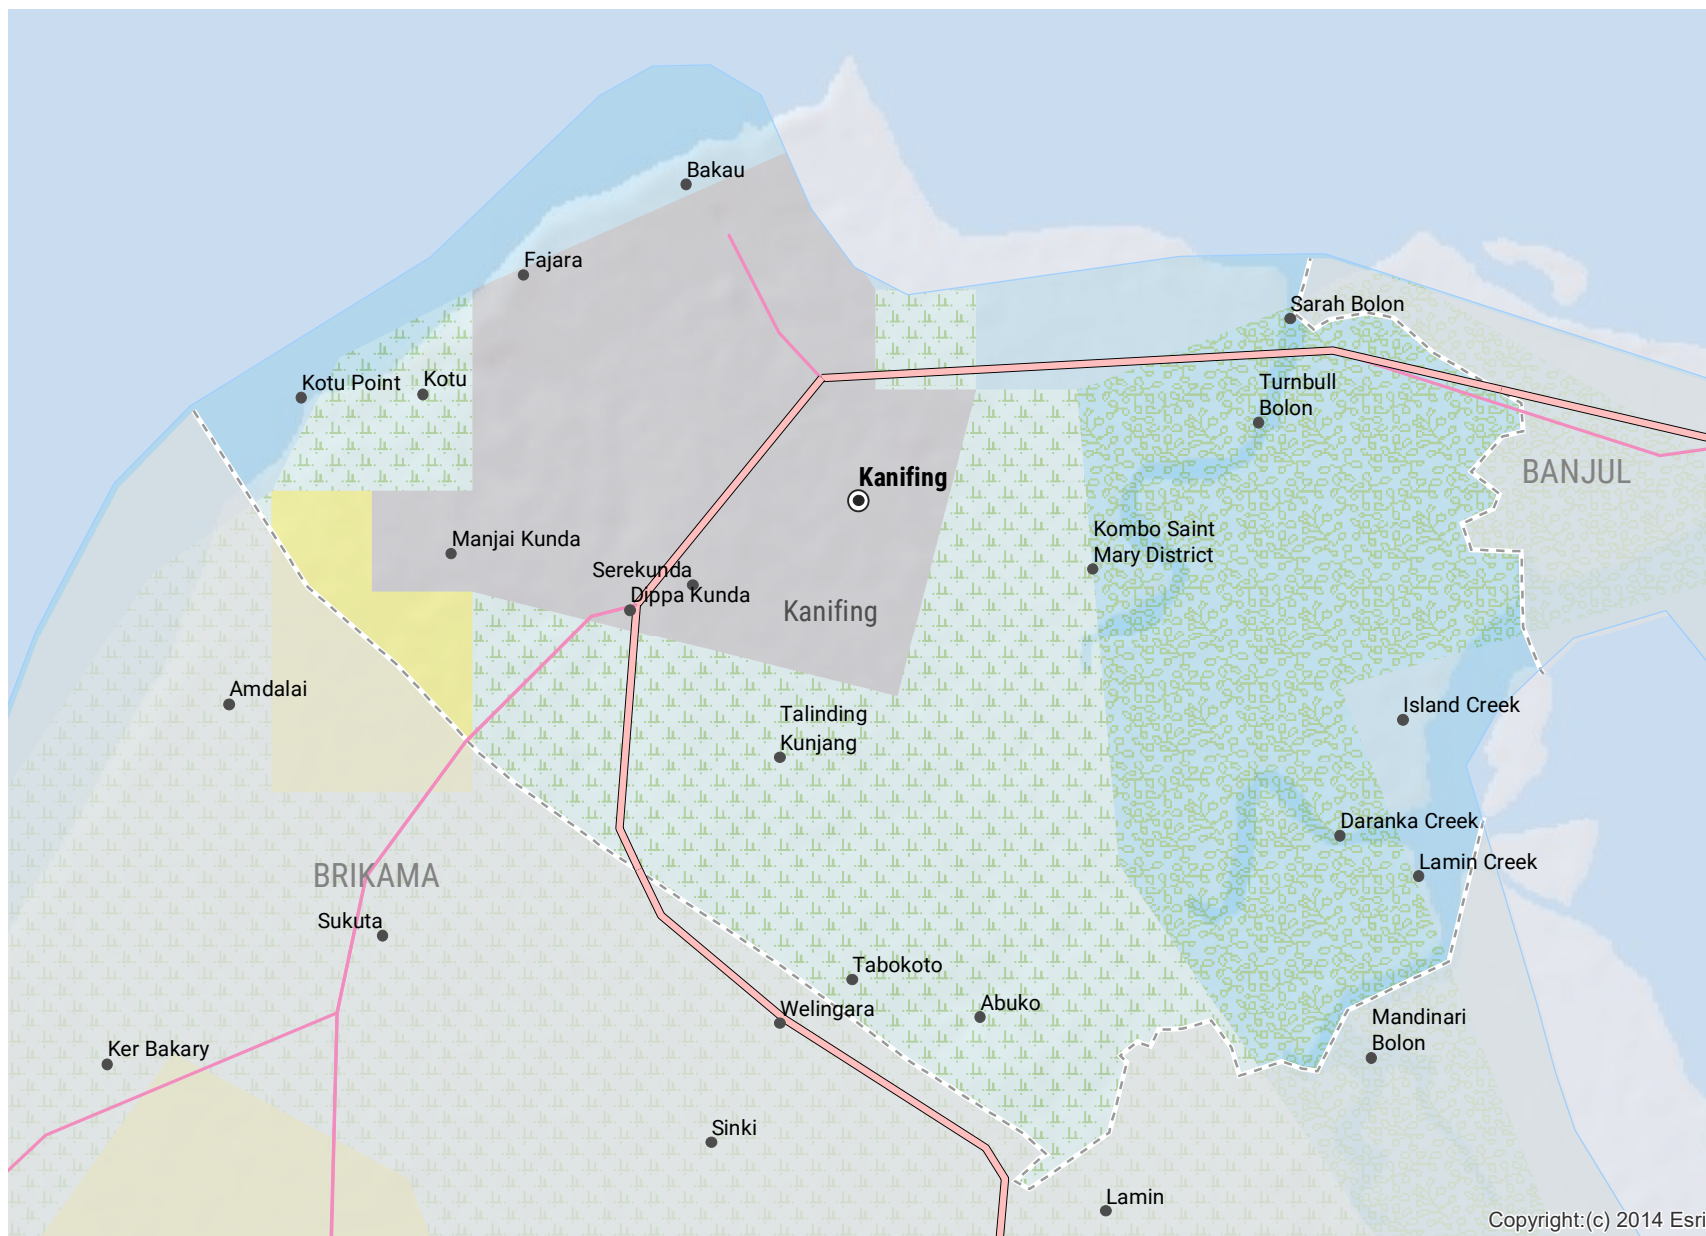 Bakau
Fajara
Sarah Bolon
Kotu Point
Kotu
Turnbull
Bolon
BANJUL
Kanifing
Kombo Saint
Mary District
Manjai Kunda
Serekunda
Dippa Kunda
Kanifing
Amdalai
Island Creek
Talinding
Kunjang
Daranka Creek
Lamin Creek
BRIKAMA
Sukuta
Tabokoto
Abuko
Welingara
Mandinari
Bolon
Ker Bakary
Sinki
Lamin
Copyright:(c) 2014 Esri